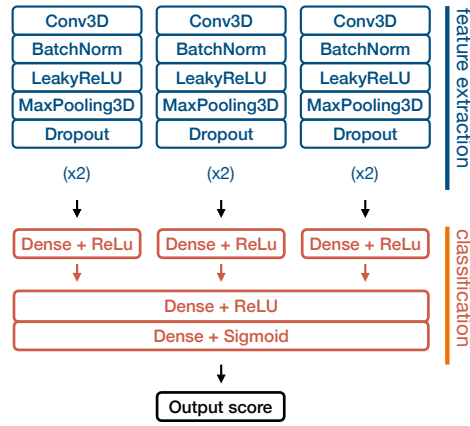 Conv3D Conv3D Conv3D
BatchNorm BatchNorm BatchNorm
LeakyReLU LeakyReLU LeakyReLU
MaxPooling3D MaxPooling3D MaxPooling3D
Dropout Dropout Dropout
(x2) (x2) (x2)
feature extraction
Dense + ReLu Dense + ReLu Dense + ReLu
Dense + ReLU
Dense + Sigmoid
classification
Output score